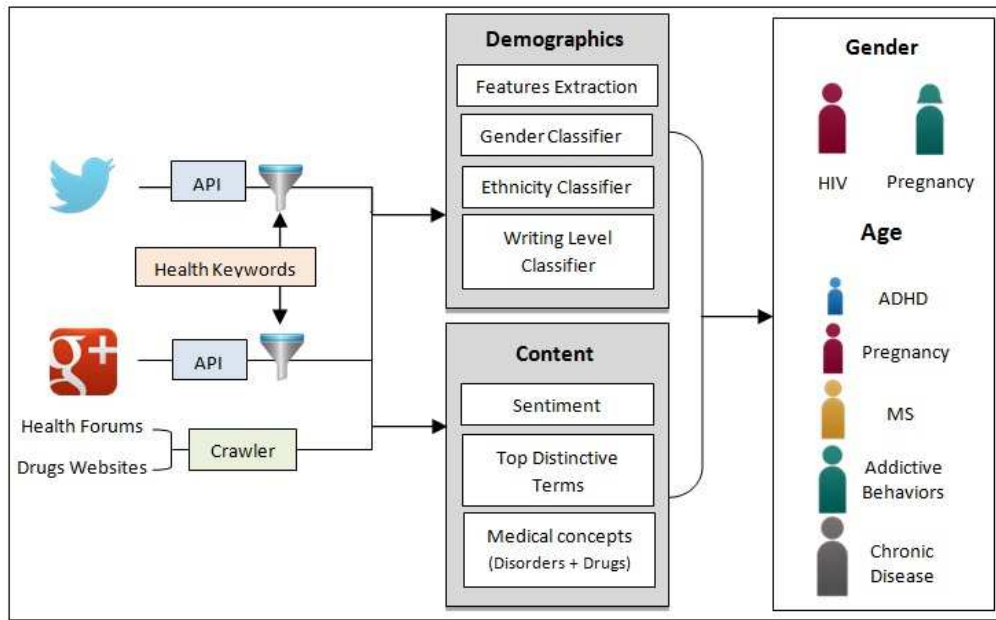 API
Health Keywords
g+
API
Health Forums
Drugs Websites
Crawler
Demographics
Features Extraction
Gender Classifier
Ethnicity Classifier
Writing Level
Classifier
Content
Sentiment
Top Distinctive
Terms
Medical concepts
(Disorders + Drugs)
Gender
HIV
Pregnancy
Age
ADHD
Pregnancy
MS
Addictive
Behaviors
Chronic
Disease